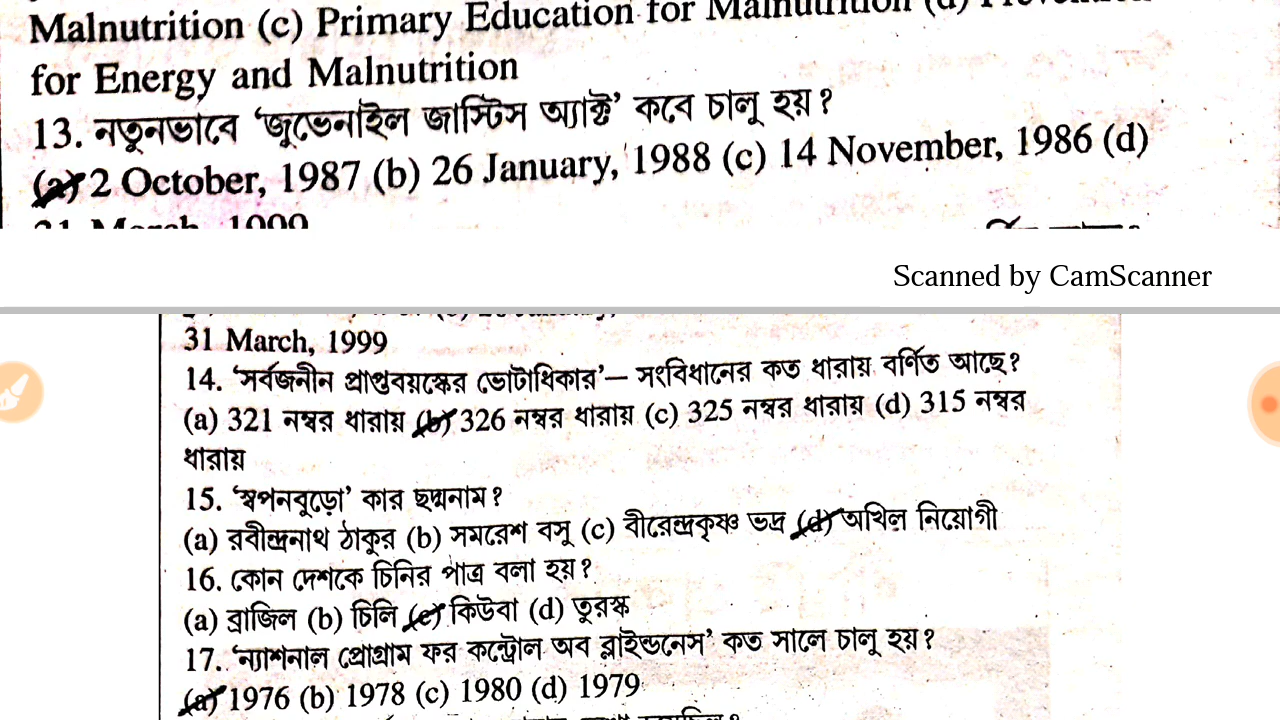 Malnutrition (c) Primary Education for Malnutrition (d) Prevention
for Energy and Malnutrition
13. নতুনভাবে ‘জুভেনাইল জাস্টিস অ্যাক্ট’ কবে চালু হয়?
(a) 2 October, 1987 (b) 26 January, 1988 (c) 14 November, 1986 (d)
31 March, 1999
Scanned by CamScanner
31 March, 1999
14. ‘সর্বজনীন প্রাপ্তবয়স্কের ভোটাধিকার’— সংবিধানের কত ধারায় বর্ণিত আছে?
(a) 321 নম্বর ধারায় (b) 326 নম্বর ধারায় (c) 325 নম্বর ধারায় (d) 315 নম্বর
ধারায়
15. ‘স্বপনবুড়ো’ কার ছদ্মনাম?
(a) রবীন্দ্রনাথ ঠাকুর (b) সমরেশ বসু (c) বীরেন্দ্রকৃষ্ণ ভদ্র (d) অখিল নিয়োগী
16. কোন দেশকে চিনির পাত্র বলা হয়?
(a) ব্রাজিল (b) চিলি (c) কিউবা (d) তুরস্ক
17. ‘ন্যাশনাল প্রোগ্রাম ফর কন্ট্রোল অব ব্লাইন্ডনেস’ কত সালে চালু হয়?
(a) 1976 (b) 1978 (c) 1980 (d) 1979